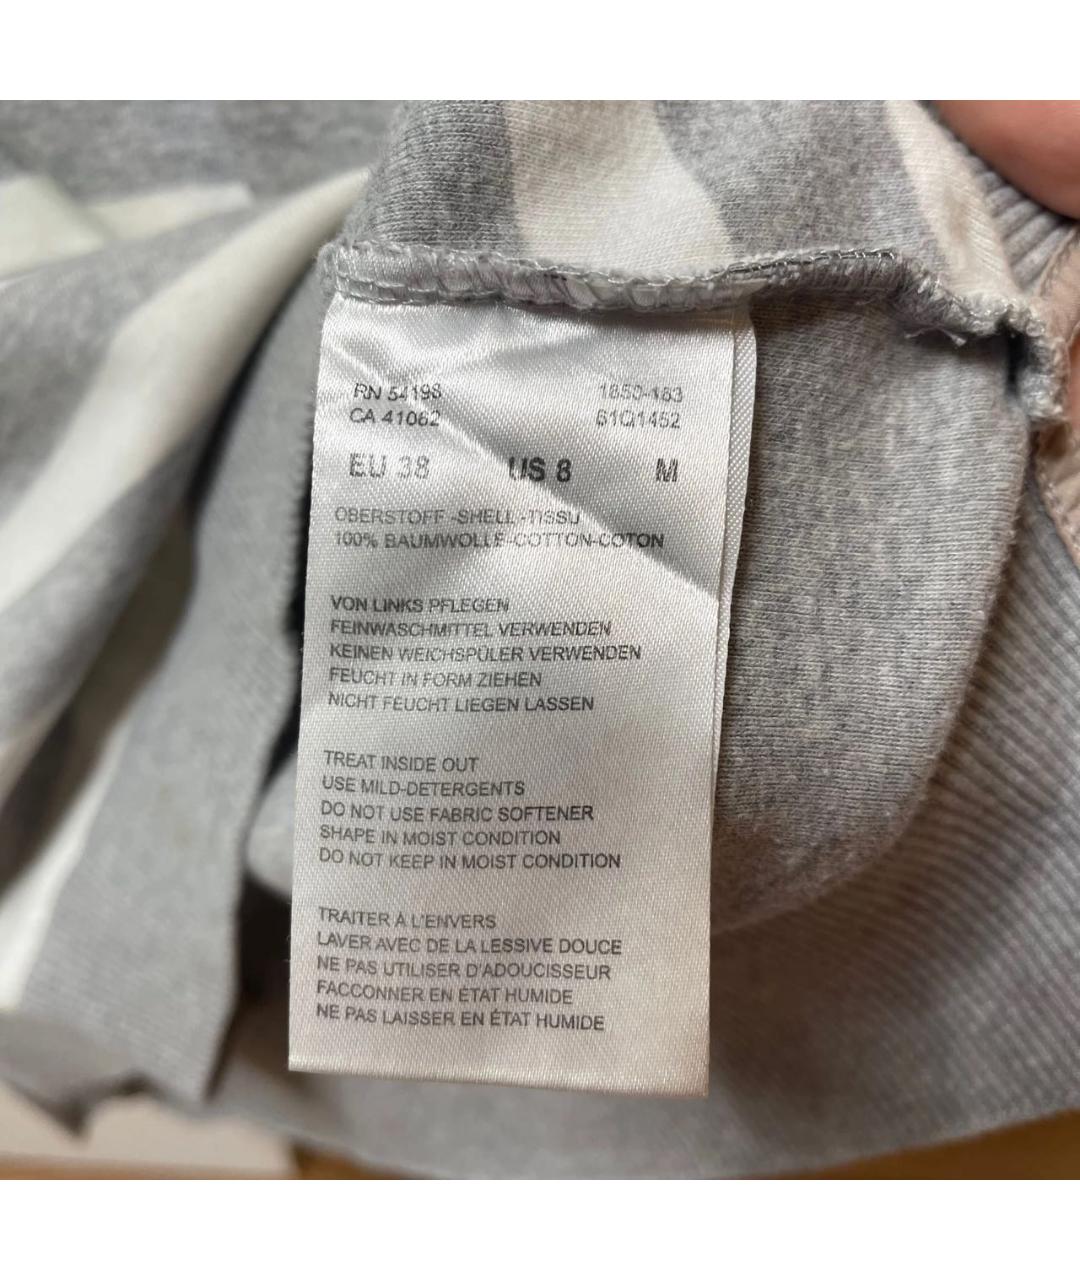 RN 54198
CA 41062
1853-183
61Q1452
EU 38 US 8 M
OBERSTOFF -SHELL -TISSU
100% BAUMWOLLE-COTTON-COTON
VON LINKS PFLEGEN
FEINWASCHMITTEL VERWENDEN
KEINEN WEICHSPÜLER VERWENDEN
FEUCHT IN FORM ZIEHEN
NICHT FEUCHT LIEGEN LASSEN
TREAT INSIDE OUT
USE MILD-DETERGENTS
DO NOT USE FABRIC SOFTENER
SHAPE IN MOIST CONDITION
DO NOT KEEP IN MOIST CONDITION
TRAITER À L'ENVERS
LAVER AVEC DE LA LESSIVE DOUCE
NE PAS UTILISER D'ADOUCISSEUR
FACCONNER EN ÉTAT HUMIDE
NE PAS LAISSER EN ÉTAT HUMIDE